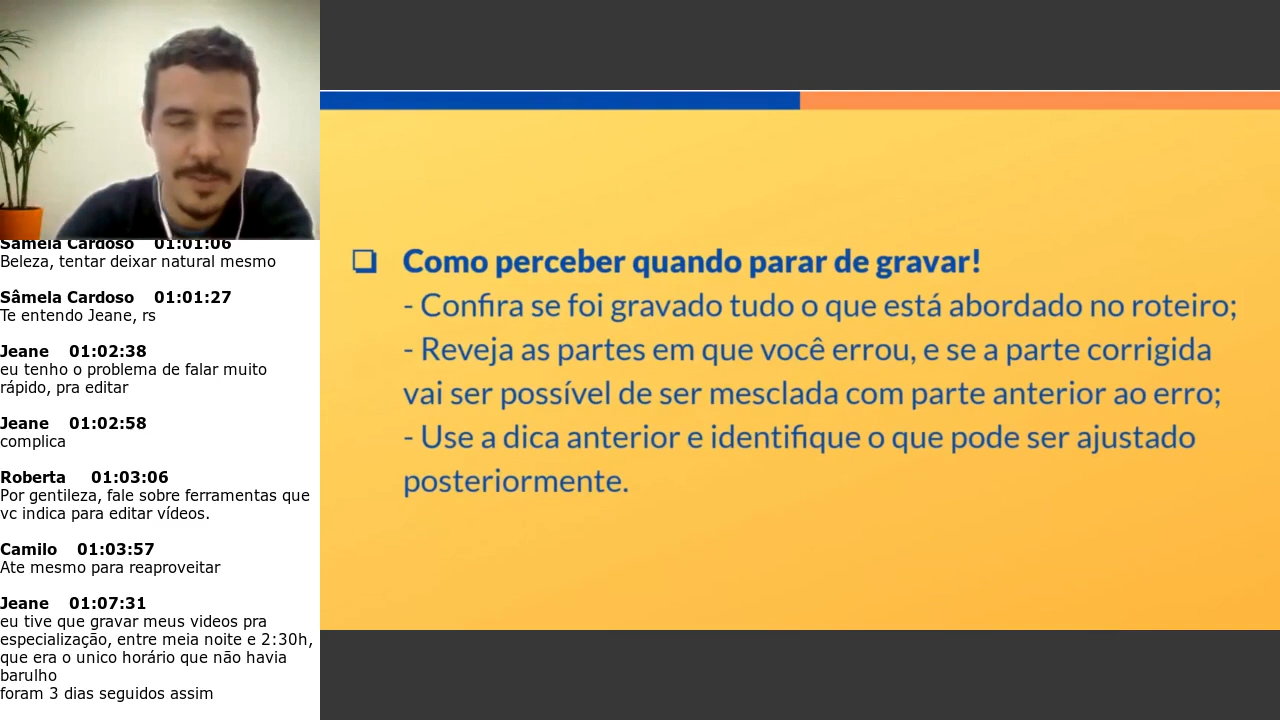 Sâmela Cardoso 01:01:06
Beleza, tentar deixar natural mesmo
Sâmela Cardoso 01:01:27
Te entendo Jeane, rs
Jeane 01:02:38
eu tenho o problema de falar muito
rápido, pra editar
Jeane 01:02:58
complica
Roberta 01:03:06
Por gentileza, fale sobre ferramentas que
vc indica para editar vídeos.
Camilo 01:03:57
Ate mesmo para reaproveitar
Jeane 01:07:31
eu tive que gravar meus videos pra
especialização, entre meia noite e 2:30h,
que era o unico horário que não havia
barulho
foram 3 dias seguidos assim
❏ Como perceber quando parar de gravar!
- Confira se foi gravado tudo o que está abordado no roteiro;
- Reveja as partes em que você errou, e se a parte corrigida
vai ser possível de ser mesclada com parte anterior ao erro;
- Use a dica anterior e identifique o que pode ser ajustado
posteriormente.